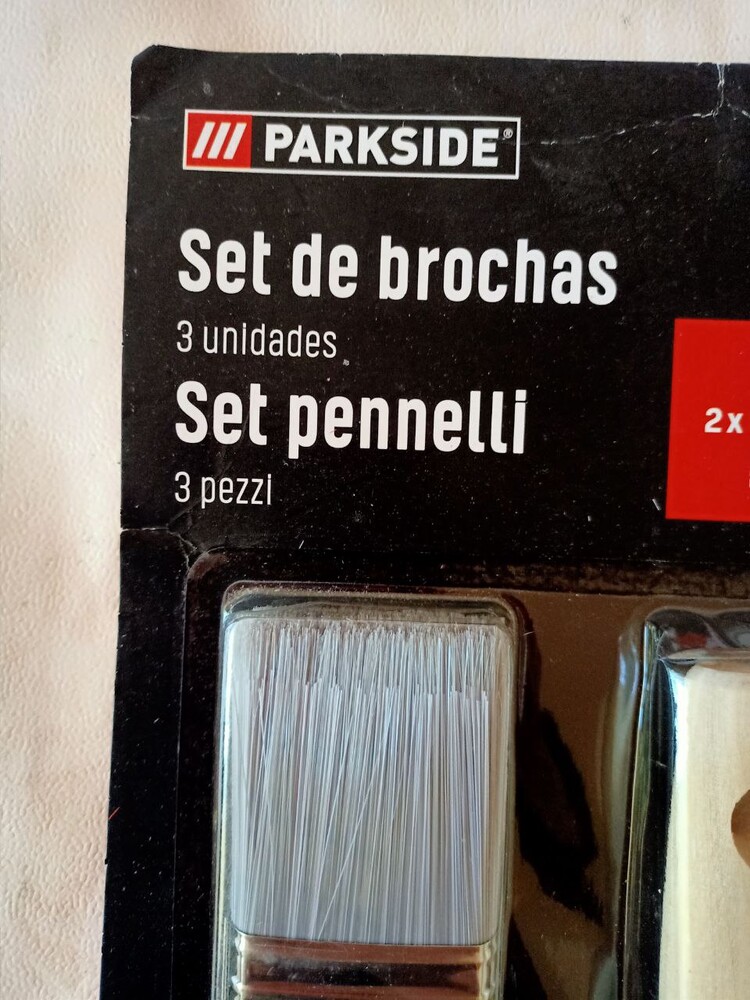 PARKSIDE®
Set de brochas
3 unidades
Set pennelli
3 pezzi
2x